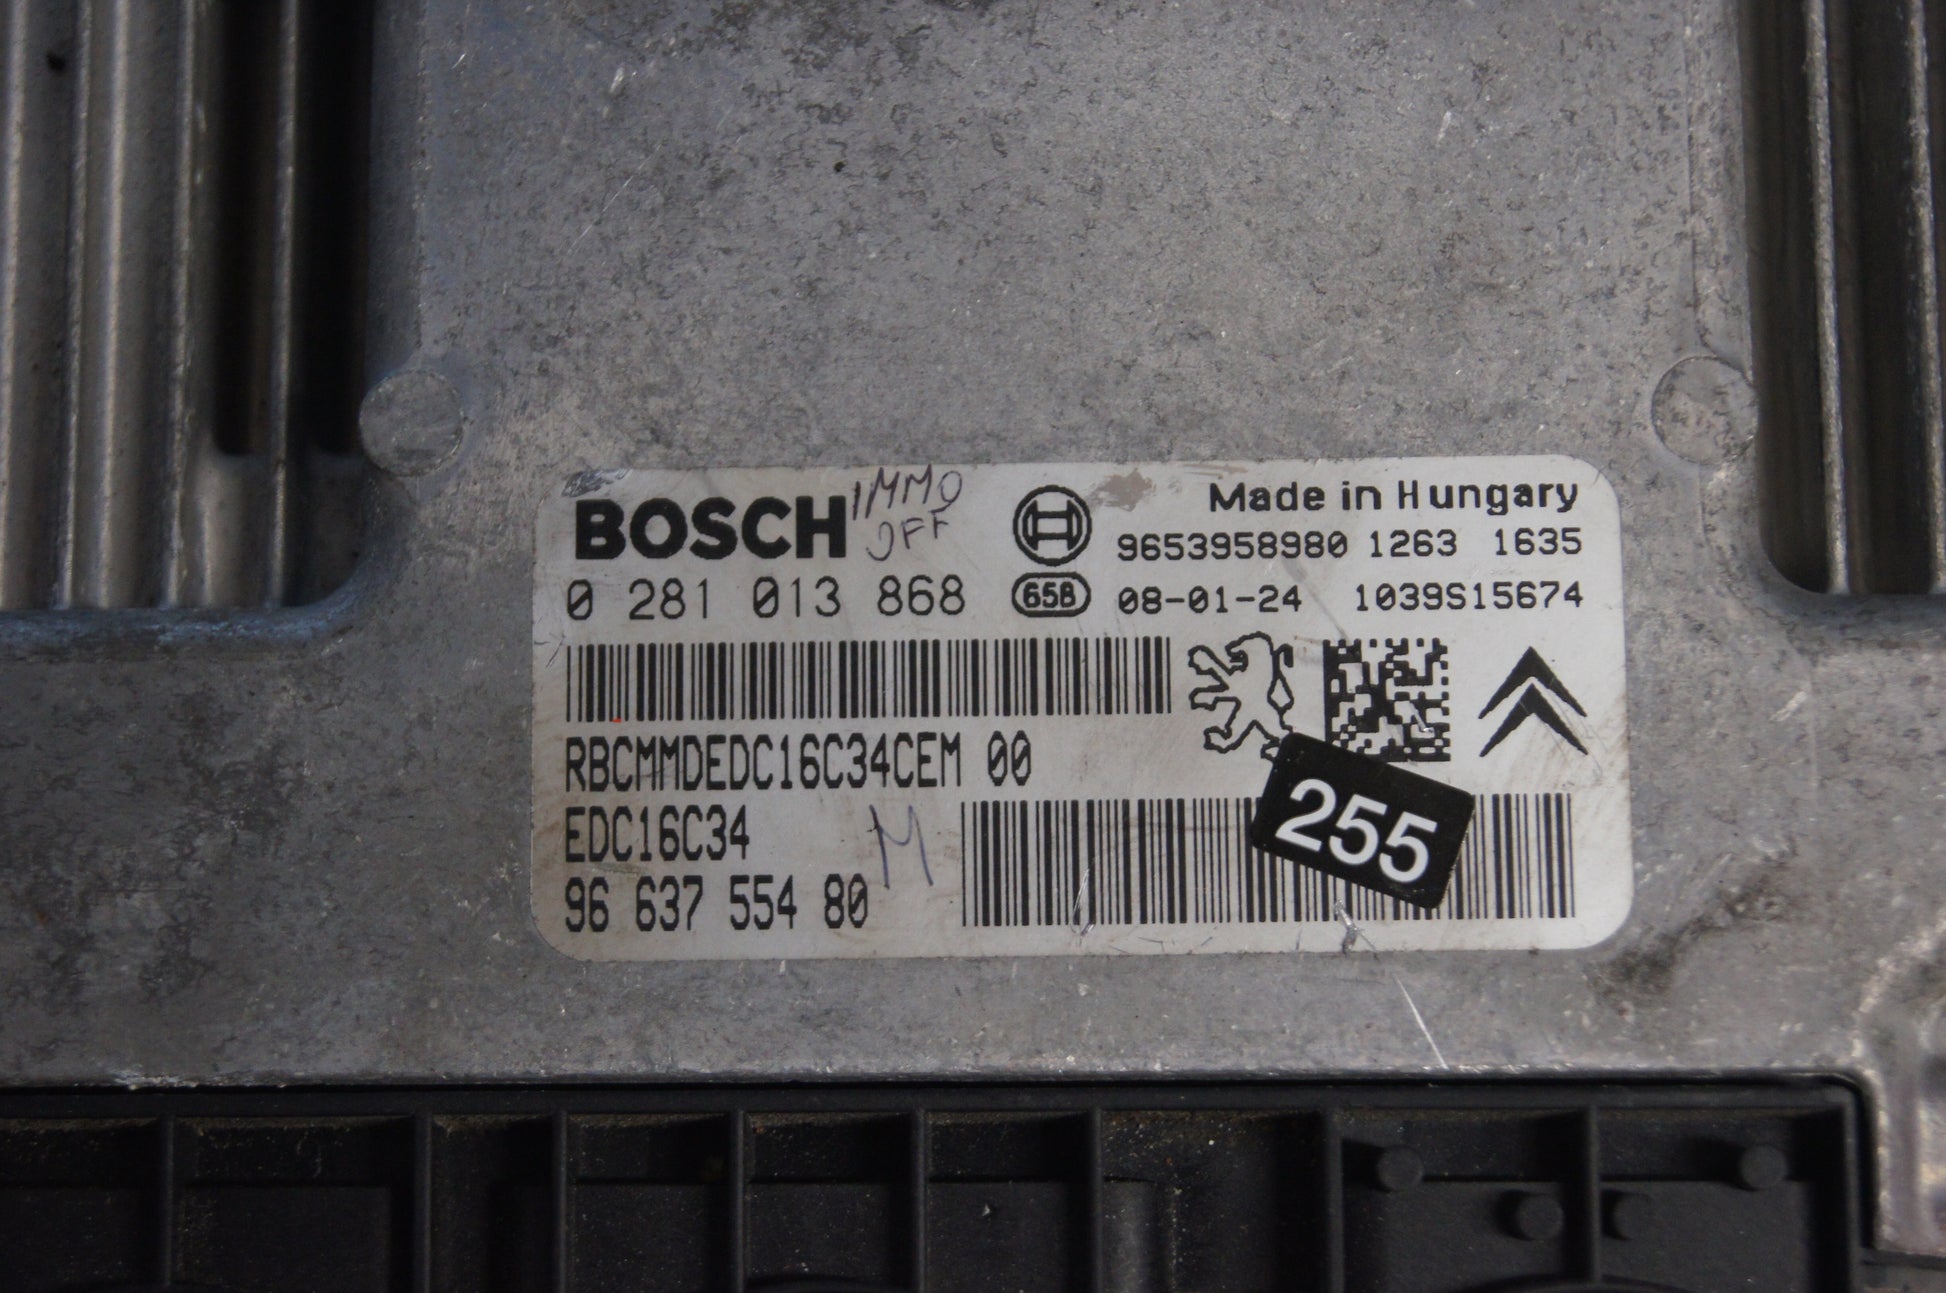 BOSCH IMMO OFF
Made in Hungary
9653958980 1263 1635
0 281 013 868 65B 08-01-24 1039S15674
RBCMMDEDC16C34CEM 00
EDC16C34 M
255
96 637 554 80